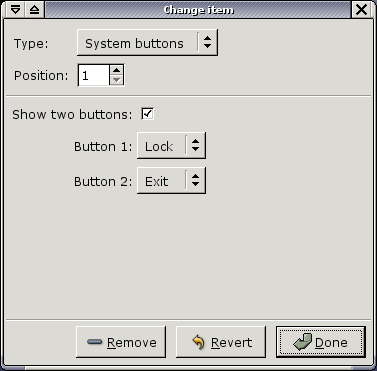 Change item
Type: System buttons
Position: 1
Show two buttons:
Button 1: Lock
Button 2: Exit
Remove Revert Done